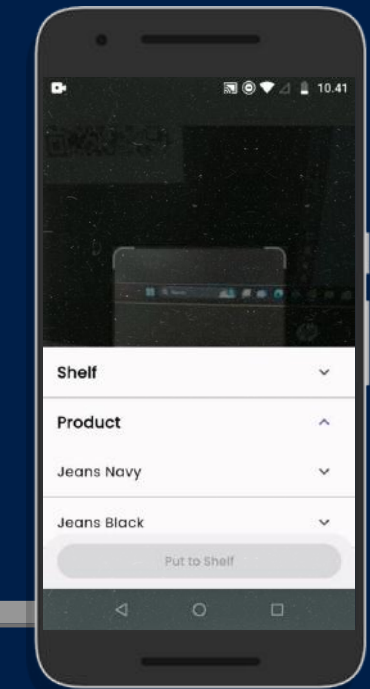 10.41
Shelf
Product
Jeans Navy
Jeans Black
Put to Shelf